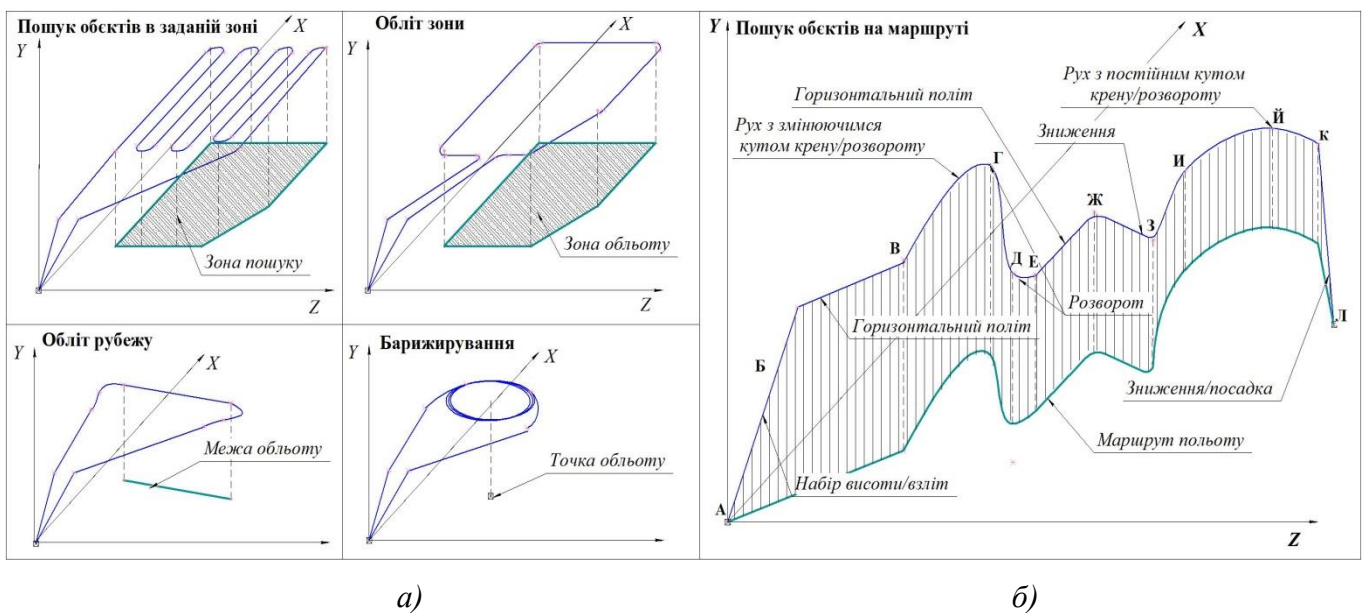 Пошук обєктів в заданій зоні
Y
X
Зона пошуку
Z
Обліт зони
Y
X
Зона обльоту
Z
Обліт рубежу
Y
X
Межа обльоту
Барижирування
Y
X
Точка обльоту
Y
Пошук обєктів на маршруті
X
Рух з постійним кутом
крену/розвороту
Горизонтальний політ
Рух з змінюючимся
кутом крену/розвороту
Зниження
Й
К
Г
И
Ж
З
В
Д
Е
Розворот
Горизонтальний політ
Л
Б
Зниження/посадка
Маршрут польоту
Набір висоти/взліт
А
Z
а)
б)